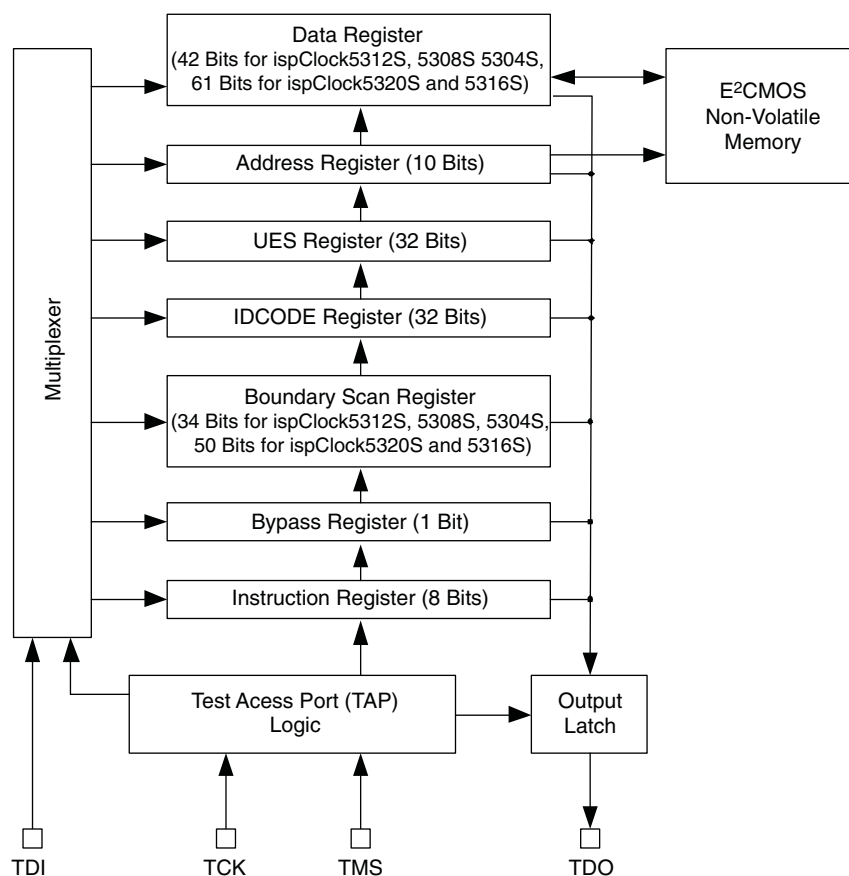 Data Register
(42 Bits for ispClock5312S, 5308S 5304S,
61 Bits for ispClock5320S and 5316S)
E²CMOS
Non-Volatile
Memory
Address Register (10 Bits)
UES Register (32 Bits)
IDCODE Register (32 Bits)
Multiplexer
Boundary Scan Register
(34 Bits for ispClock5312S, 5308S, 5304S,
50 Bits for ispClock5320S and 5316S)
Bypass Register (1 Bit)
Instruction Register (8 Bits)
Test Acess Port (TAP)
Logic
Output
Latch
TDI
TCK
TMS
TDO